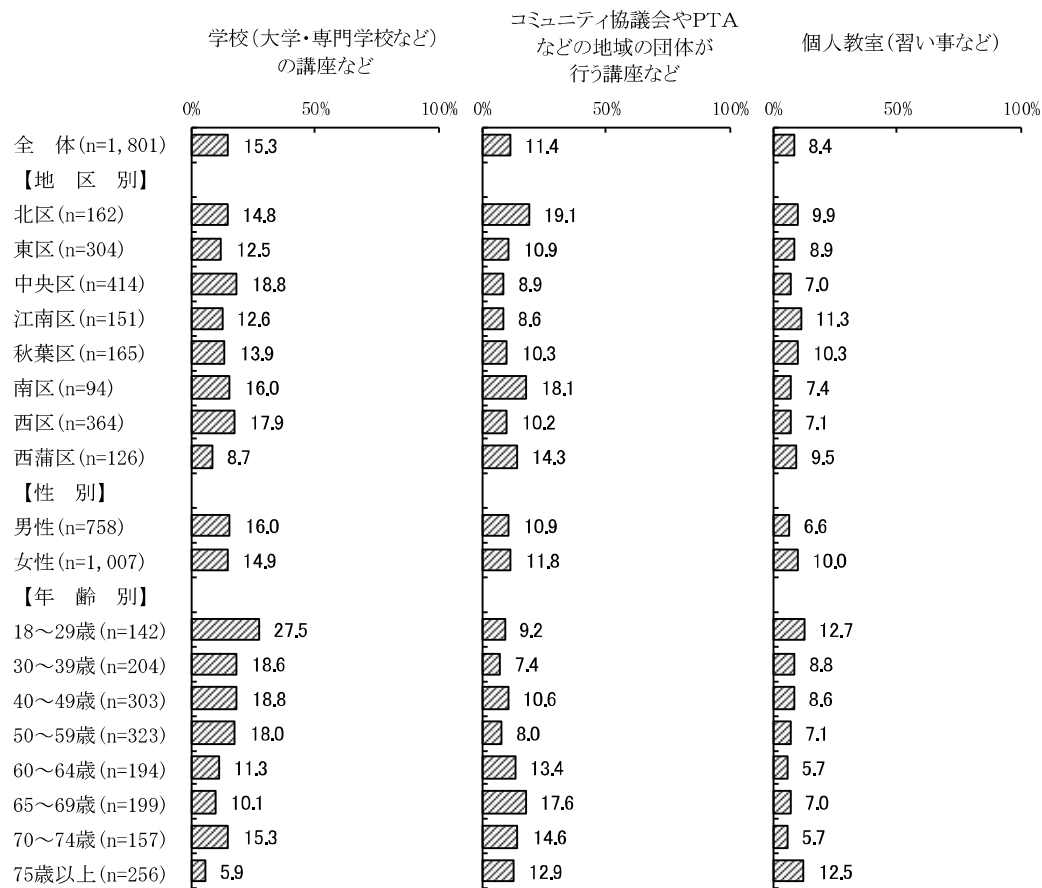 学校(大学・専門学校など)
の講座など
コミュニティ協議会やPTA
などの地域の団体が
行う講座など
個人教室(習い事など)
0% 50% 100% 0% 50% 100% 0% 50% 100%
全　体(n=1,801) 15.3 11.4 8.4
【地　区　別】
北区(n=162) 14.8 19.1 9.9
東区(n=304) 12.5 10.9 8.9
中央区(n=414) 18.8 8.9 7.0
江南区(n=151) 12.6 8.6 11.3
秋葉区(n=165) 13.9 10.3 10.3
南区(n=94) 16.0 18.1 7.4
西区(n=364) 17.9 10.2 7.1
西蒲区(n=126) 8.7 14.3 9.5
【性　別】
男性(n=758) 16.0 10.9 6.6
女性(n=1,007) 14.9 11.8 10.0
【年　齢　別】
18～29歳(n=142) 27.5 9.2 12.7
30～39歳(n=204) 18.6 7.4 8.8
40～49歳(n=303) 18.8 10.6 8.6
50～59歳(n=323) 18.0 8.0 7.1
60～64歳(n=194) 11.3 13.4 5.7
65～69歳(n=199) 10.1 17.6 7.0
70～74歳(n=157) 15.3 14.6 5.7
75歳以上(n=256) 5.9 12.9 12.5